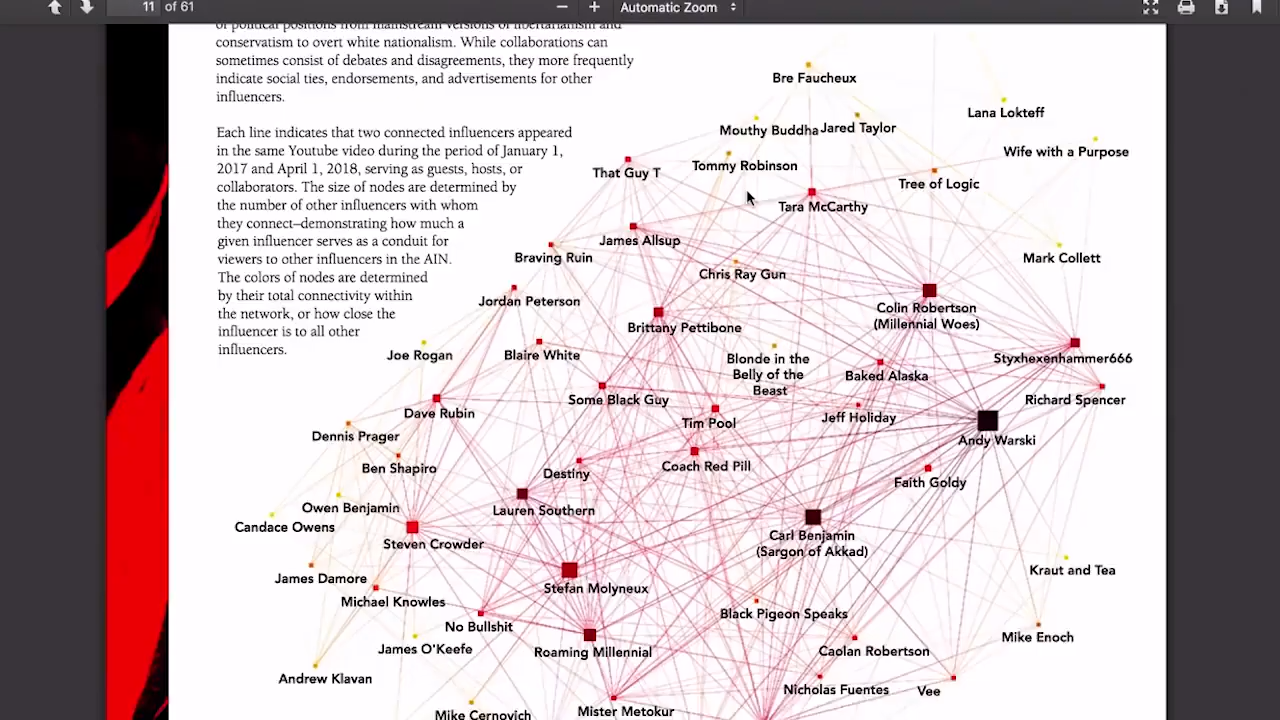 11 of 61
Automatic Zoom
of political positions from mainstream versions of libertarianism and
conservatism to overt white nationalism. While collaborations can
sometimes consist of debates and disagreements, they more frequently
indicate social ties, endorsements, and advertisements for other
influencers.
Each line indicates that two connected influencers appeared
in the same Youtube video during the period of January 1,
2017 and April 1, 2018, serving as guests, hosts, or
collaborators. The size of nodes are determined by
the number of other influencers with whom
they connect–demonstrating how much a
given influencer serves as a conduit for
viewers to other influencers in the AIN.
The colors of nodes are determined
by their total connectivity within
the network, or how close the
influencer is to all other
influencers.
Bre Faucheux
Lana Lokteff
Mouthy Buddha
Jared Taylor
Wife with a Purpose
Tommy Robinson
That Guy T
Tree of Logic
Tara McCarthy
James Allsup
Braving Ruin
Mark Collett
Chris Ray Gun
Jordan Peterson
Colin Robertson
(Millennial Woes)
Brittany Pettibone
Joe Rogan
Blaire White
Blonde in the
Belly of the
Beast
Styxhexenhammer666
Baked Alaska
Some Black Guy
Richard Spencer
Dave Rubin
Tim Pool
Jeff Holiday
Dennis Prager
Andy Warski
Ben Shapiro
Coach Red Pill
Destiny
Faith Goldy
Owen Benjamin
Lauren Southern
Candace Owens
Steven Crowder
Carl Benjamin
(Sargon of Akkad)
James Damore
Kraut and Tea
Stefan Molyneux
Michael Knowles
Black Pigeon Speaks
No Bullshit
Mike Enoch
James O'Keefe
Roaming Millennial
Caolan Robertson
Andrew Klavan
Nicholas Fuentes
Vee
Mike Cernovich
Mister Metokur